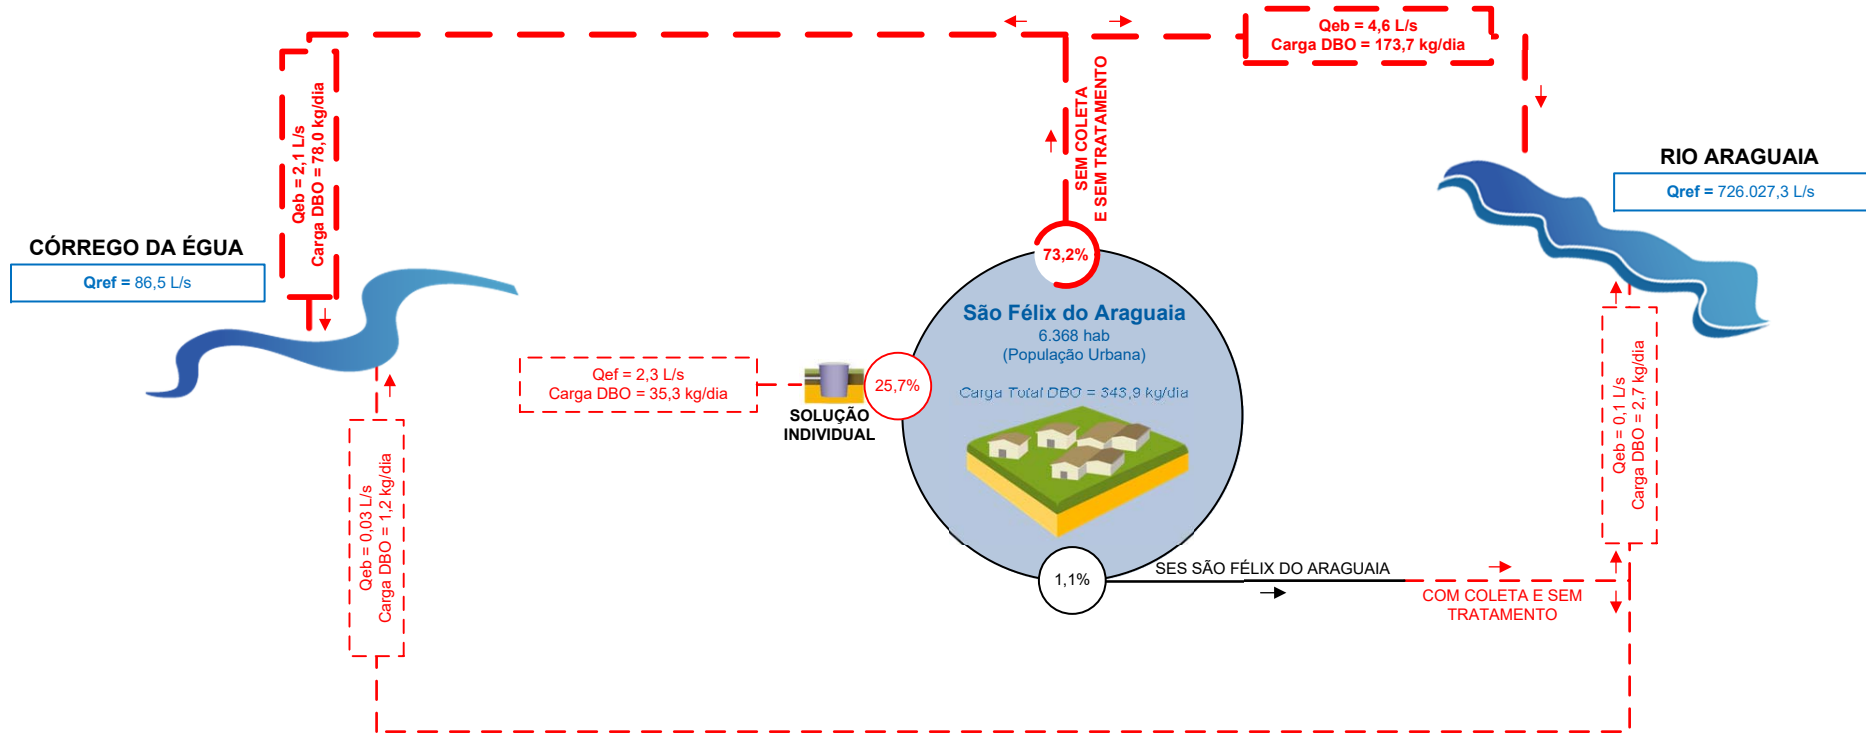 Qeb = 4,6 L/s
Carga DBO = 173,7 kg/dia
Qeb = 2,1 L/s
Carga DBO = 78,0 kg/dia
SEM COLETA
E SEM TRATAMENTO
RIO ARAGUAIA
Qref = 726.027,3 L/s
CÓRREGO DA ÉGUA
Qref = 86,5 L/s
73,2%
São Félix do Araguaia
6.368 hab
(População Urbana)
Carga Total DBO = 343,9 kg/dia
Qef = 2,3 L/s
Carga DBO = 35,3 kg/dia
25,7%
SOLUÇÃO
INDIVIDUAL
Qeb = 0,03 L/s
Carga DBO = 1,2 kg/dia
Qeb = 0,1 L/s
Carga DBO = 2,7 kg/dia
1,1%
SES SÃO FÉLIX DO ARAGUAIA
COM COLETA E SEM
TRATAMENTO